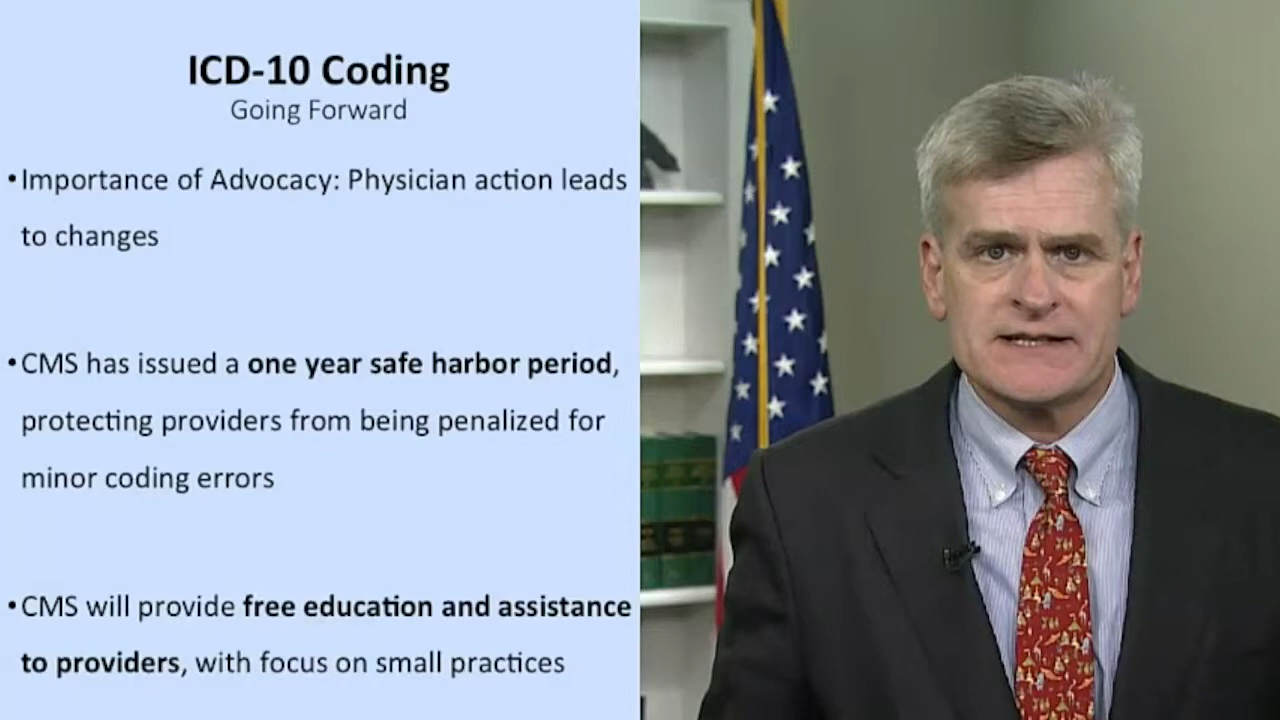 ICD-10 Coding
Going Forward
•Importance of Advocacy: Physician action leads
to changes
•CMS has issued a one year safe harbor period,
protecting providers from being penalized for
minor coding errors
•CMS will provide free education and assistance
to providers, with focus on small practices